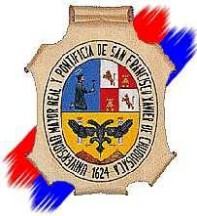 UNIVERSIDAD MAYOR REAL Y PONTIFICIA DE SAN FRANCISCO XAVIER DE CHUQUISACA
1624